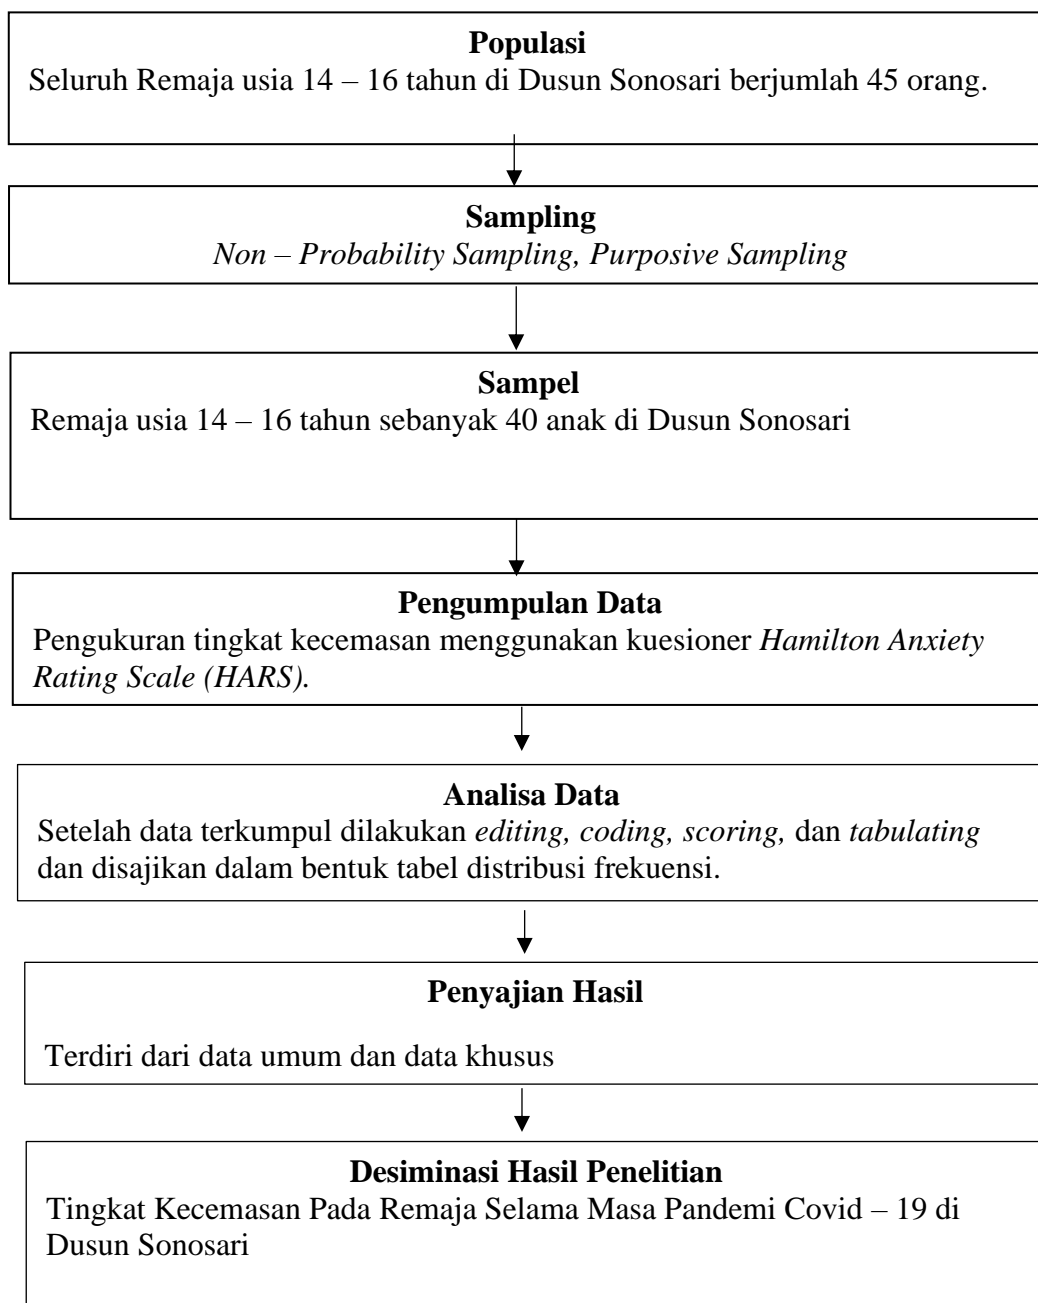 Populasi
Seluruh Remaja usia 14 – 16 tahun di Dusun Sonosari berjumlah 45 orang.
Sampling
Non – Probability Sampling, Purposive Sampling
Sampel
Remaja usia 14 – 16 tahun sebanyak 40 anak di Dusun Sonosari
Pengumpulan Data
Pengukuran tingkat kecemasan menggunakan kuesioner Hamilton Anxiety
Rating Scale (HARS).
Analisa Data
Setelah data terkumpul dilakukan editing, coding, scoring, dan tabulating
dan disajikan dalam bentuk tabel distribusi frekuensi.
Penyajian Hasil
Terdiri dari data umum dan data khusus
Desiminasi Hasil Penelitian
Tingkat Kecemasan Pada Remaja Selama Masa Pandemi Covid – 19 di
Dusun Sonosari